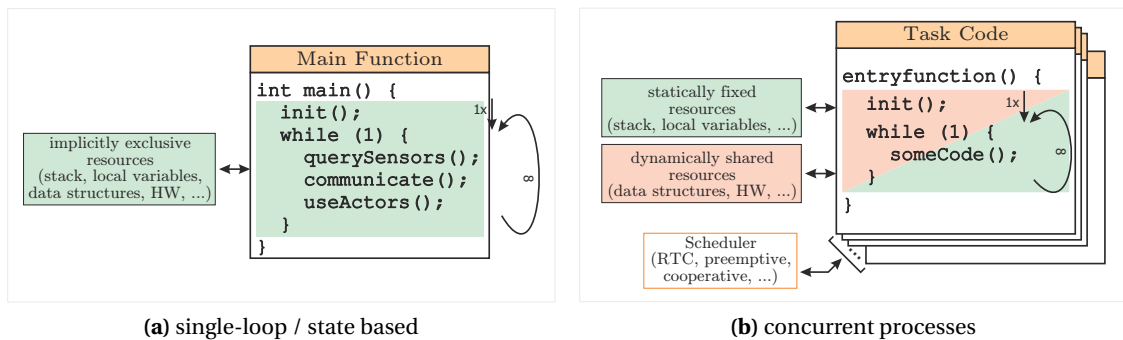 Main Function
int main() {
init();
1x
while (1) {
querySensors();
communicate();
useActors();
}
}
∞
implicitly exclusive
resources
(stack, local variables,
data structures, HW, ...)
(a) single-loop / state based
Task Code
entryfunction() {
init();
1x
while (1) {
someCode();
}
}
∞
statically fixed
resources
(stack, local variables, ...)
dynamically shared
resources
(data structures, HW, ...)
Scheduler
(RTC, preemptive,
cooperative, ...)
...
(b) concurrent processes